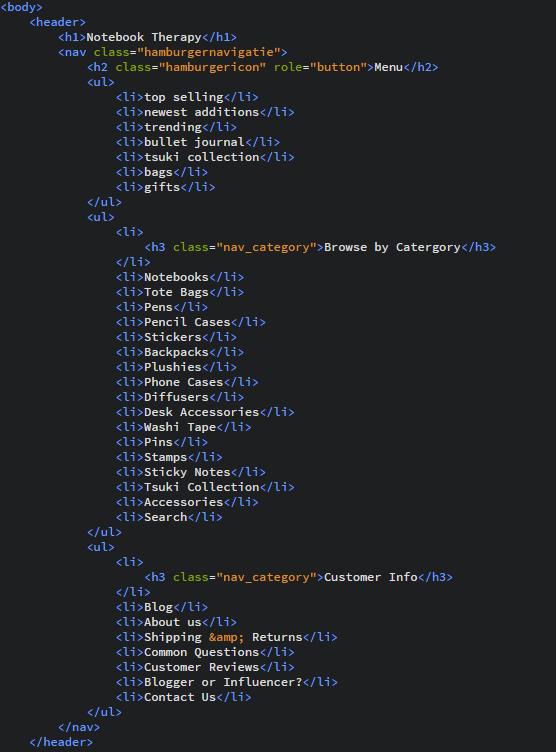 <body>
<header>
<h1>Notebook Therapy</h1>
<nav class="hamburgernavigatie">
<h2 class="hamburgericon" role="button">Menu</h2>
<ul>
<li>top selling</li>
<li>newest additions</li>
<li>trending</li>
<li>bullet journal</li>
<li>tsuki collection</li>
<li>bags</li>
<li>gifts</li>
</ul>
<ul>
<li>
<h3 class="nav_category">Browse by Catergory</h3>
</li>
<li>Notebooks</li>
<li>Tote Bags</li>
<li>Pens</li>
<li>Pencil Cases</li>
<li>Stickers</li>
<li>Backpacks</li>
<li>Plushies</li>
<li>Phone Cases</li>
<li>Diffusers</li>
<li>Desk Accessories</li>
<li>Washi Tape</li>
<li>Pins</li>
<li>Stamps</li>
<li>Sticky Notes</li>
<li>Tsuki Collection</li>
<li>Accessories</li>
<li>Search</li>
</ul>
<ul>
<li>
<h3 class="nav_category">Customer Info</h3>
</li>
<li>Blog</li>
<li>About us</li>
<li>Shipping &amp; Returns</li>
<li>Common Questions</li>
<li>Customer Reviews</li>
<li>Blogger or Influencer?</li>
<li>Contact Us</li>
</ul>
</nav>
</header>